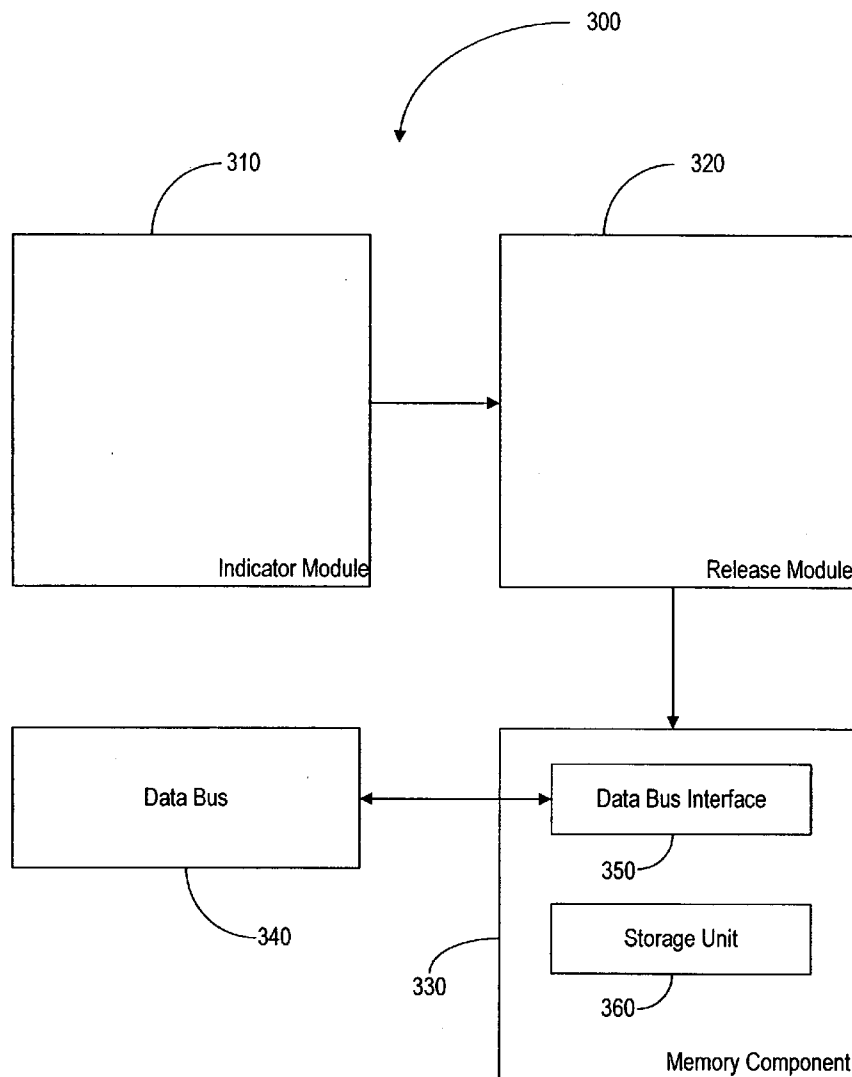 300
310
320
Indicator Module
Release Module
Data Bus
Data Bus Interface
350
340
Storage Unit
330
360
Memory Component